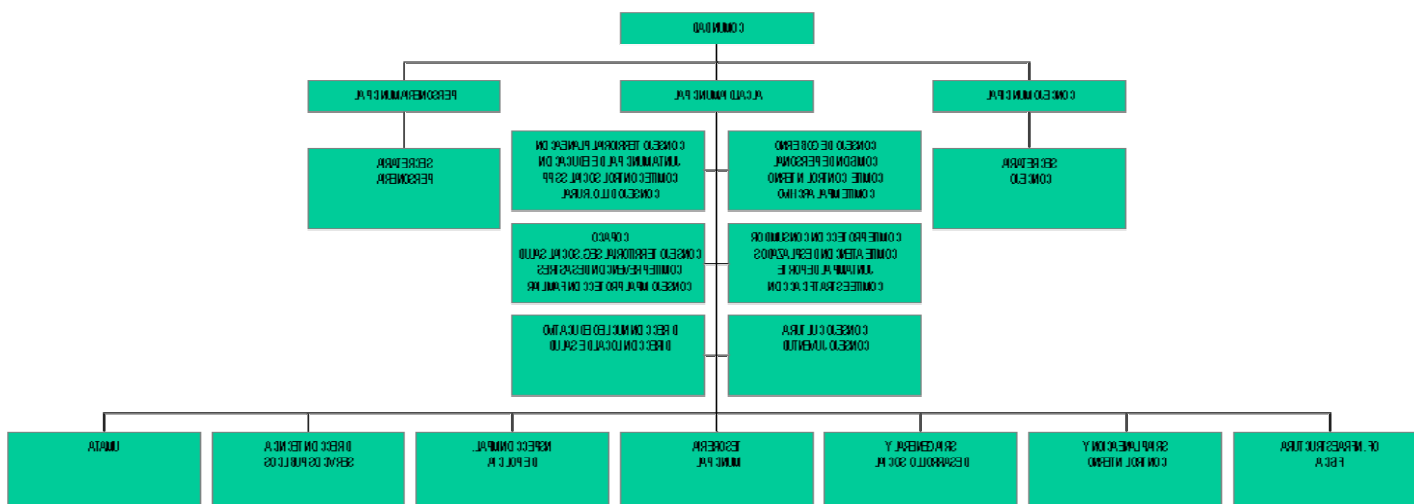 COMUNIDAD
CONCEJO MUNICIPAL
ALCALDIA MUNICIPAL
PERSONERIA MUNICIPAL
SECRETARIA
CONCEJO
CONSEJO DE GOBIERNO
COMISION DE PERSONAL
COMITE CONTROL INTERNO
COMITE MPAL ARCHIVO
CONSEJO TERRITORIAL PLANEACION
JUNTA MUNICIPAL DE EDUCACION
COMITE CONTROL SOCIAL SSPP
CONSEJO DLLO. RURAL
SECRETARIA
PERSONERIA
COMITE PROTECCION CONSUMIDOR
COMITE ATENCION DESPLAZADOS
JUNTA MPAL DEPORTE
COMITE ESTRATIFICACION
COPACO
CONSEJO TERRITORIAL SEG.SOCIAL SALUD
COMITE PREVENCION DESASTRES
CONSEJO MPAL PROTECCION FAMILIAR
CONSEJO CULTURA
CONSEJO JUVENTUD
DIRECCION NUCLEO EDUCATIVO
DIRECCION LOCAL DE SALUD
OF. INFRAESTRUCTURA
FISICA
SRIA PLANEACION Y
CONTROL INTERNO
SRIA GENERAL Y
DESARROLLO SOCIAL
TESORERIA
MUNICIPAL
INSPECCION MPAL.
DE POLICIA
DIRECCION TECNICA
SERVICIOS PUBLICOS
UMATA